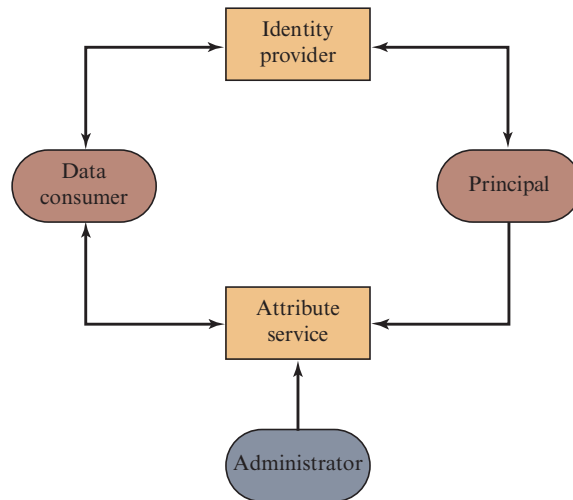 Identity
provider
Data
consumer
Principal
Attribute
service
Administrator